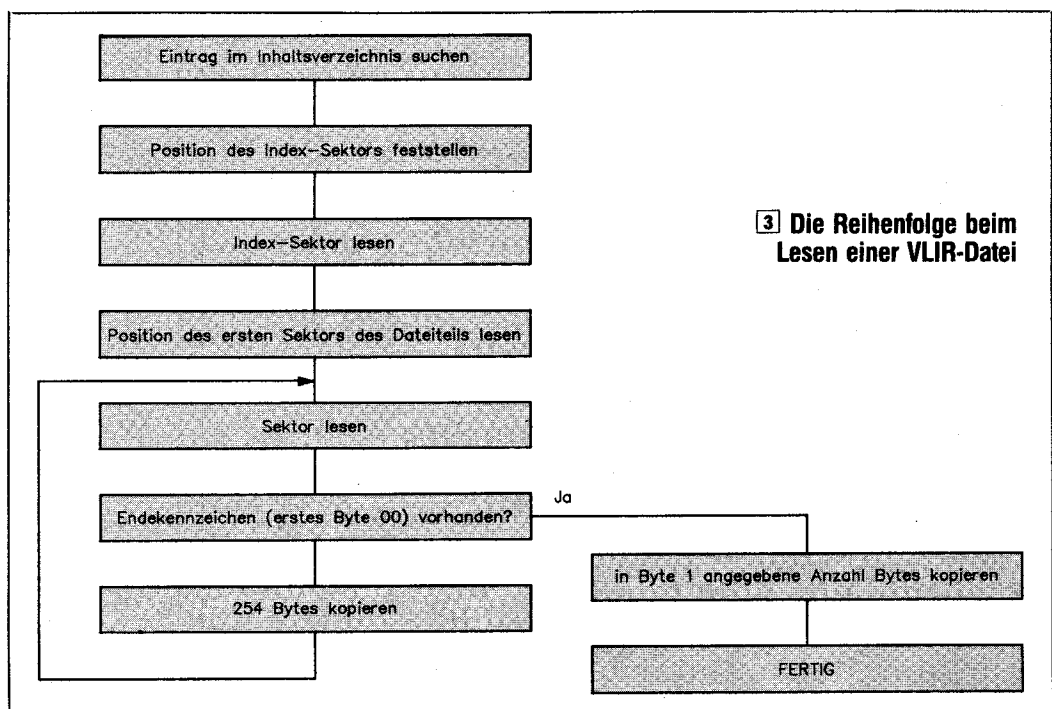 Eintrag im Inhaltsverzeichnis suchen
Position des Index-Sektors feststellen
Index-Sektor lesen
3 Die Reihenfolge beim
Lesen einer VLIR-Datei
Position des ersten Sektors des Dateiteils lesen
Sektor lesen
Endekennzeichen (erstes Byte 00) vorhanden?
Ja
254 Bytes kopieren
in Byte 1 angegebene Anzahl Bytes kopieren
FERTIG